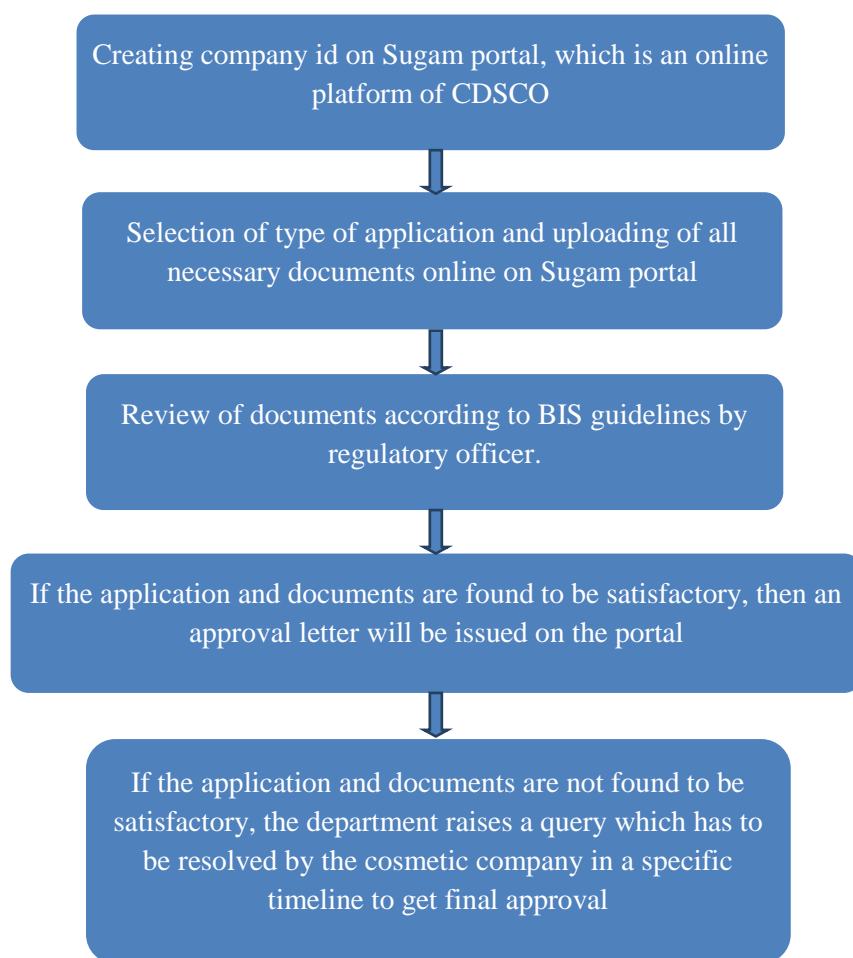 Creating company id on Sugam portal, which is an online
platform of CDSCO
Selection of type of application and uploading of all
necessary documents online on Sugam portal
Review of documents according to BIS guidelines by
regulatory officer.
If the application and documents are found to be satisfactory, then an
approval letter will be issued on the portal
If the application and documents are not found to be
satisfactory, the department raises a query which has to
be resolved by the cosmetic company in a specific
timeline to get final approval